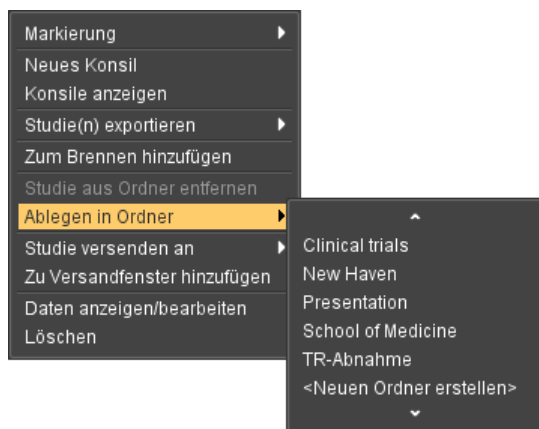 Markierung
Neues Konsil
Konsile anzeigen
Studie(n) exportieren
Zum Brennen hinzufügen
Studie aus Ordner entfernen
Ablegen in Ordner
Studie versenden an
Zu Versandfenster hinzufügen
Daten anzeigen/bearbeiten
Löschen
Clinical trials
New Haven
Presentation
School of Medicine
TR-Abnahme
<Neuen Ordner erstellen>